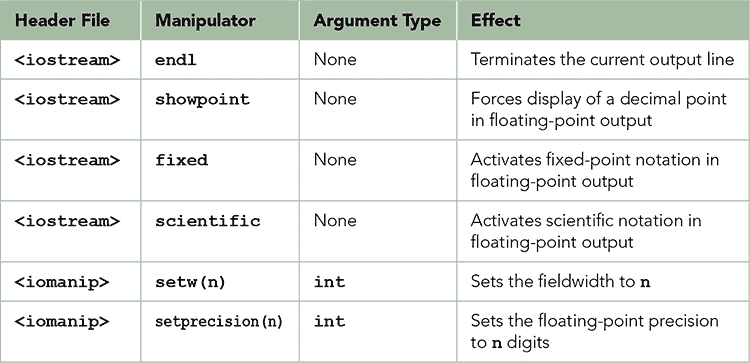 Header File Manipulator Argument Type Effect
<iostream> endl None Terminates the current output line
<iostream> showpoint None Forces display of a decimal point
in floating-point output
<iostream> fixed None Activates fixed-point notation in
floating-point output
<iostream> scientific None Activates scientific notation in
floating-point output
<iomanip> setw(n) int Sets the fieldwidth to n
<iomanip> setprecision(n) int Sets the floating-point precision
to n digits